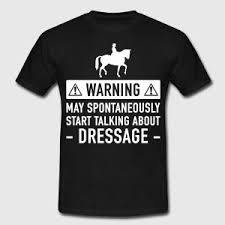 WARNING
MAY SPONTANEOUSLY
START TALKING ABOUT
- DRESSAGE -